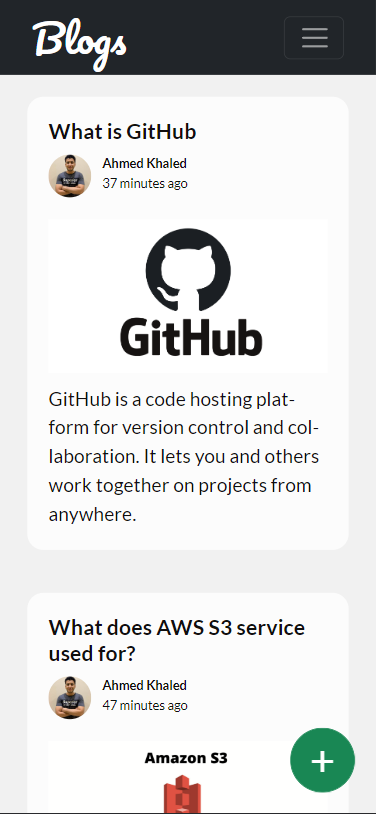 Blogs
What is GitHub
Ahmed Khaled
37 minutes ago
GitHub
GitHub is a code hosting plat-
form for version control and col-
laboration. It lets you and others
work together on projects from
anywhere.
What does AWS S3 service
used for?
Ahmed Khaled
47 minutes ago
Amazon S3
+